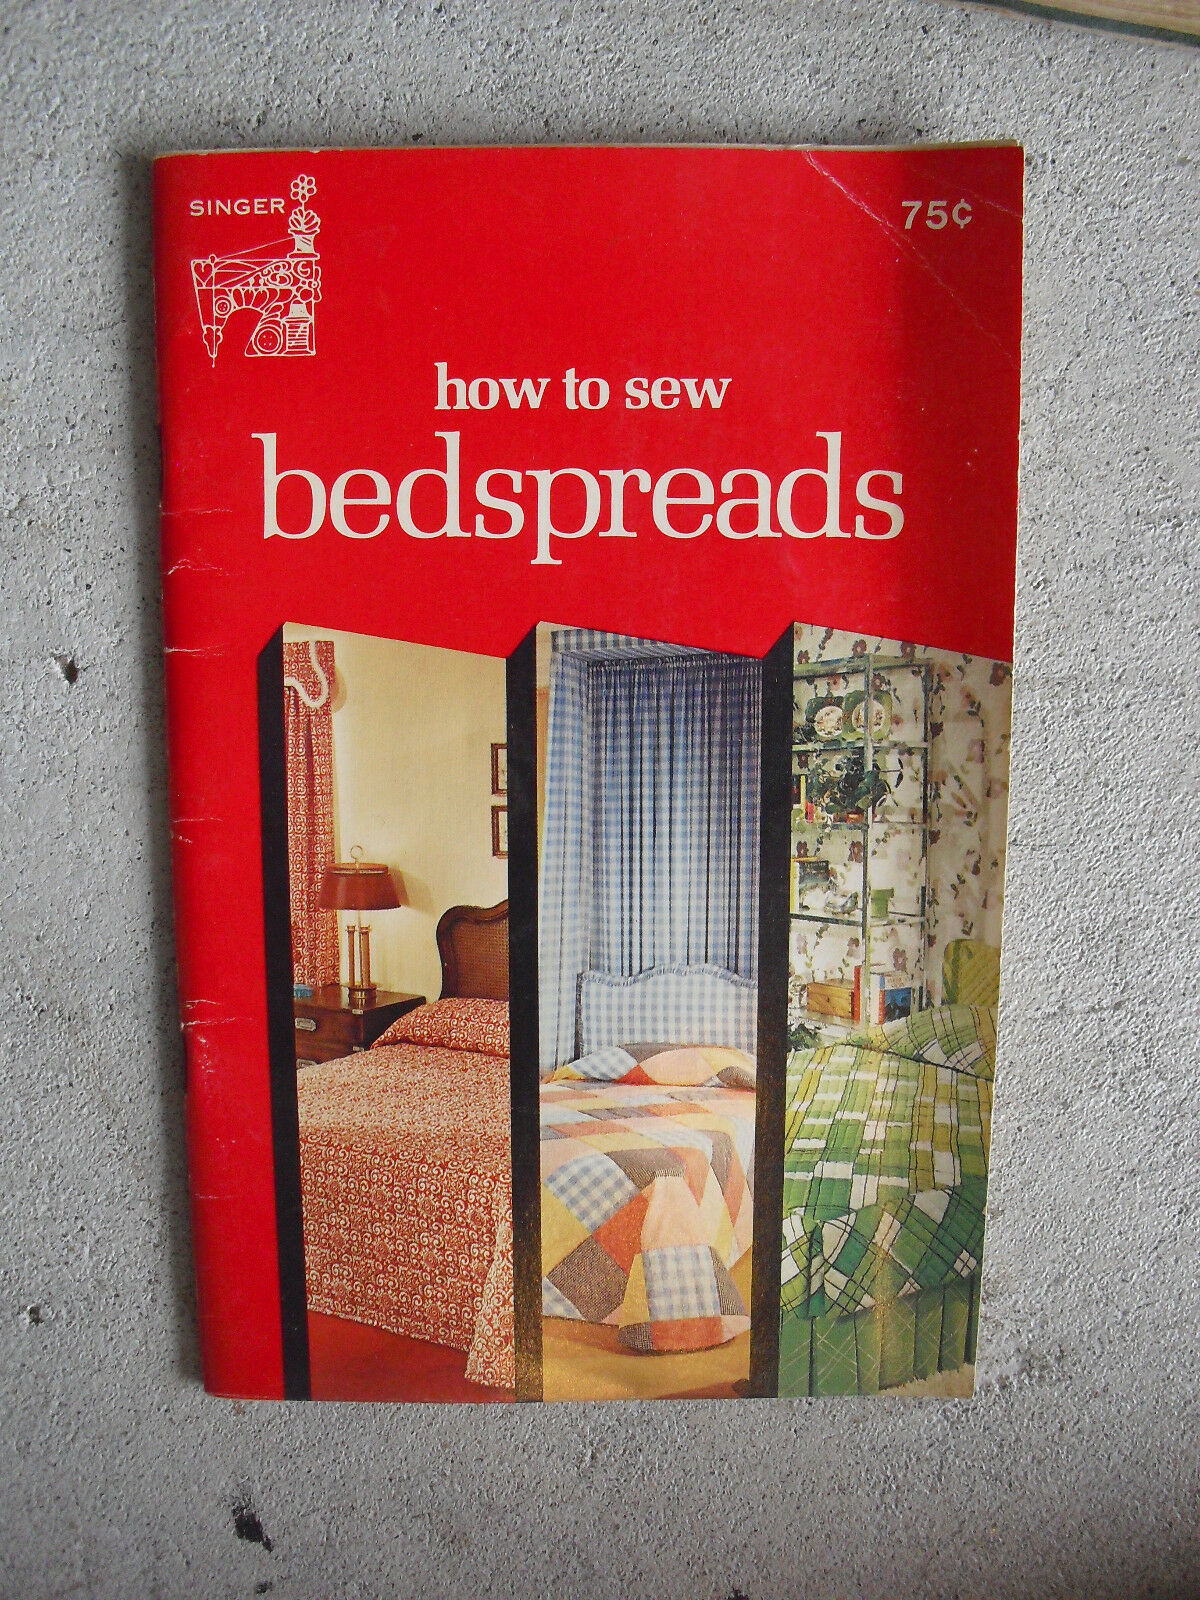 SINGER
75¢
how to sew
bedspreads